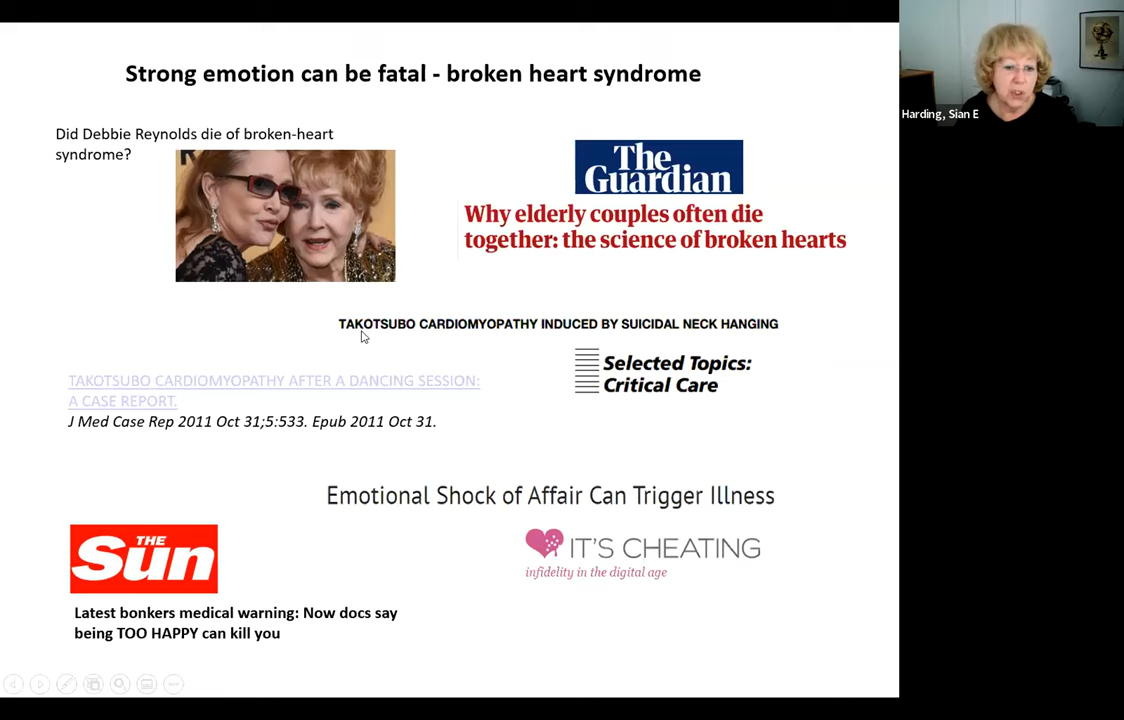 Strong emotion can be fatal - broken heart syndrome
Harding, Sian E
Did Debbie Reynolds die of broken-heart
syndrome?
The
Guardian
Why elderly couples often die
together: the science of broken hearts
TAKOTSUBO CARDIOMYOPATHY INDUCED BY SUICIDAL NECK HANGING
Selected Topics:
Critical Care
TAKOTSUBO CARDIOMYOPATHY AFTER A DANCING SESSION:
A CASE REPORT.
J Med Case Rep 2011 Oct 31;5:533. Epub 2011 Oct 31.
Emotional Shock of Affair Can Trigger Illness
IT'S CHEATING
infidelity in the digital age
THE
Sun
Latest bonkers medical warning: Now docs say
being TOO HAPPY can kill you